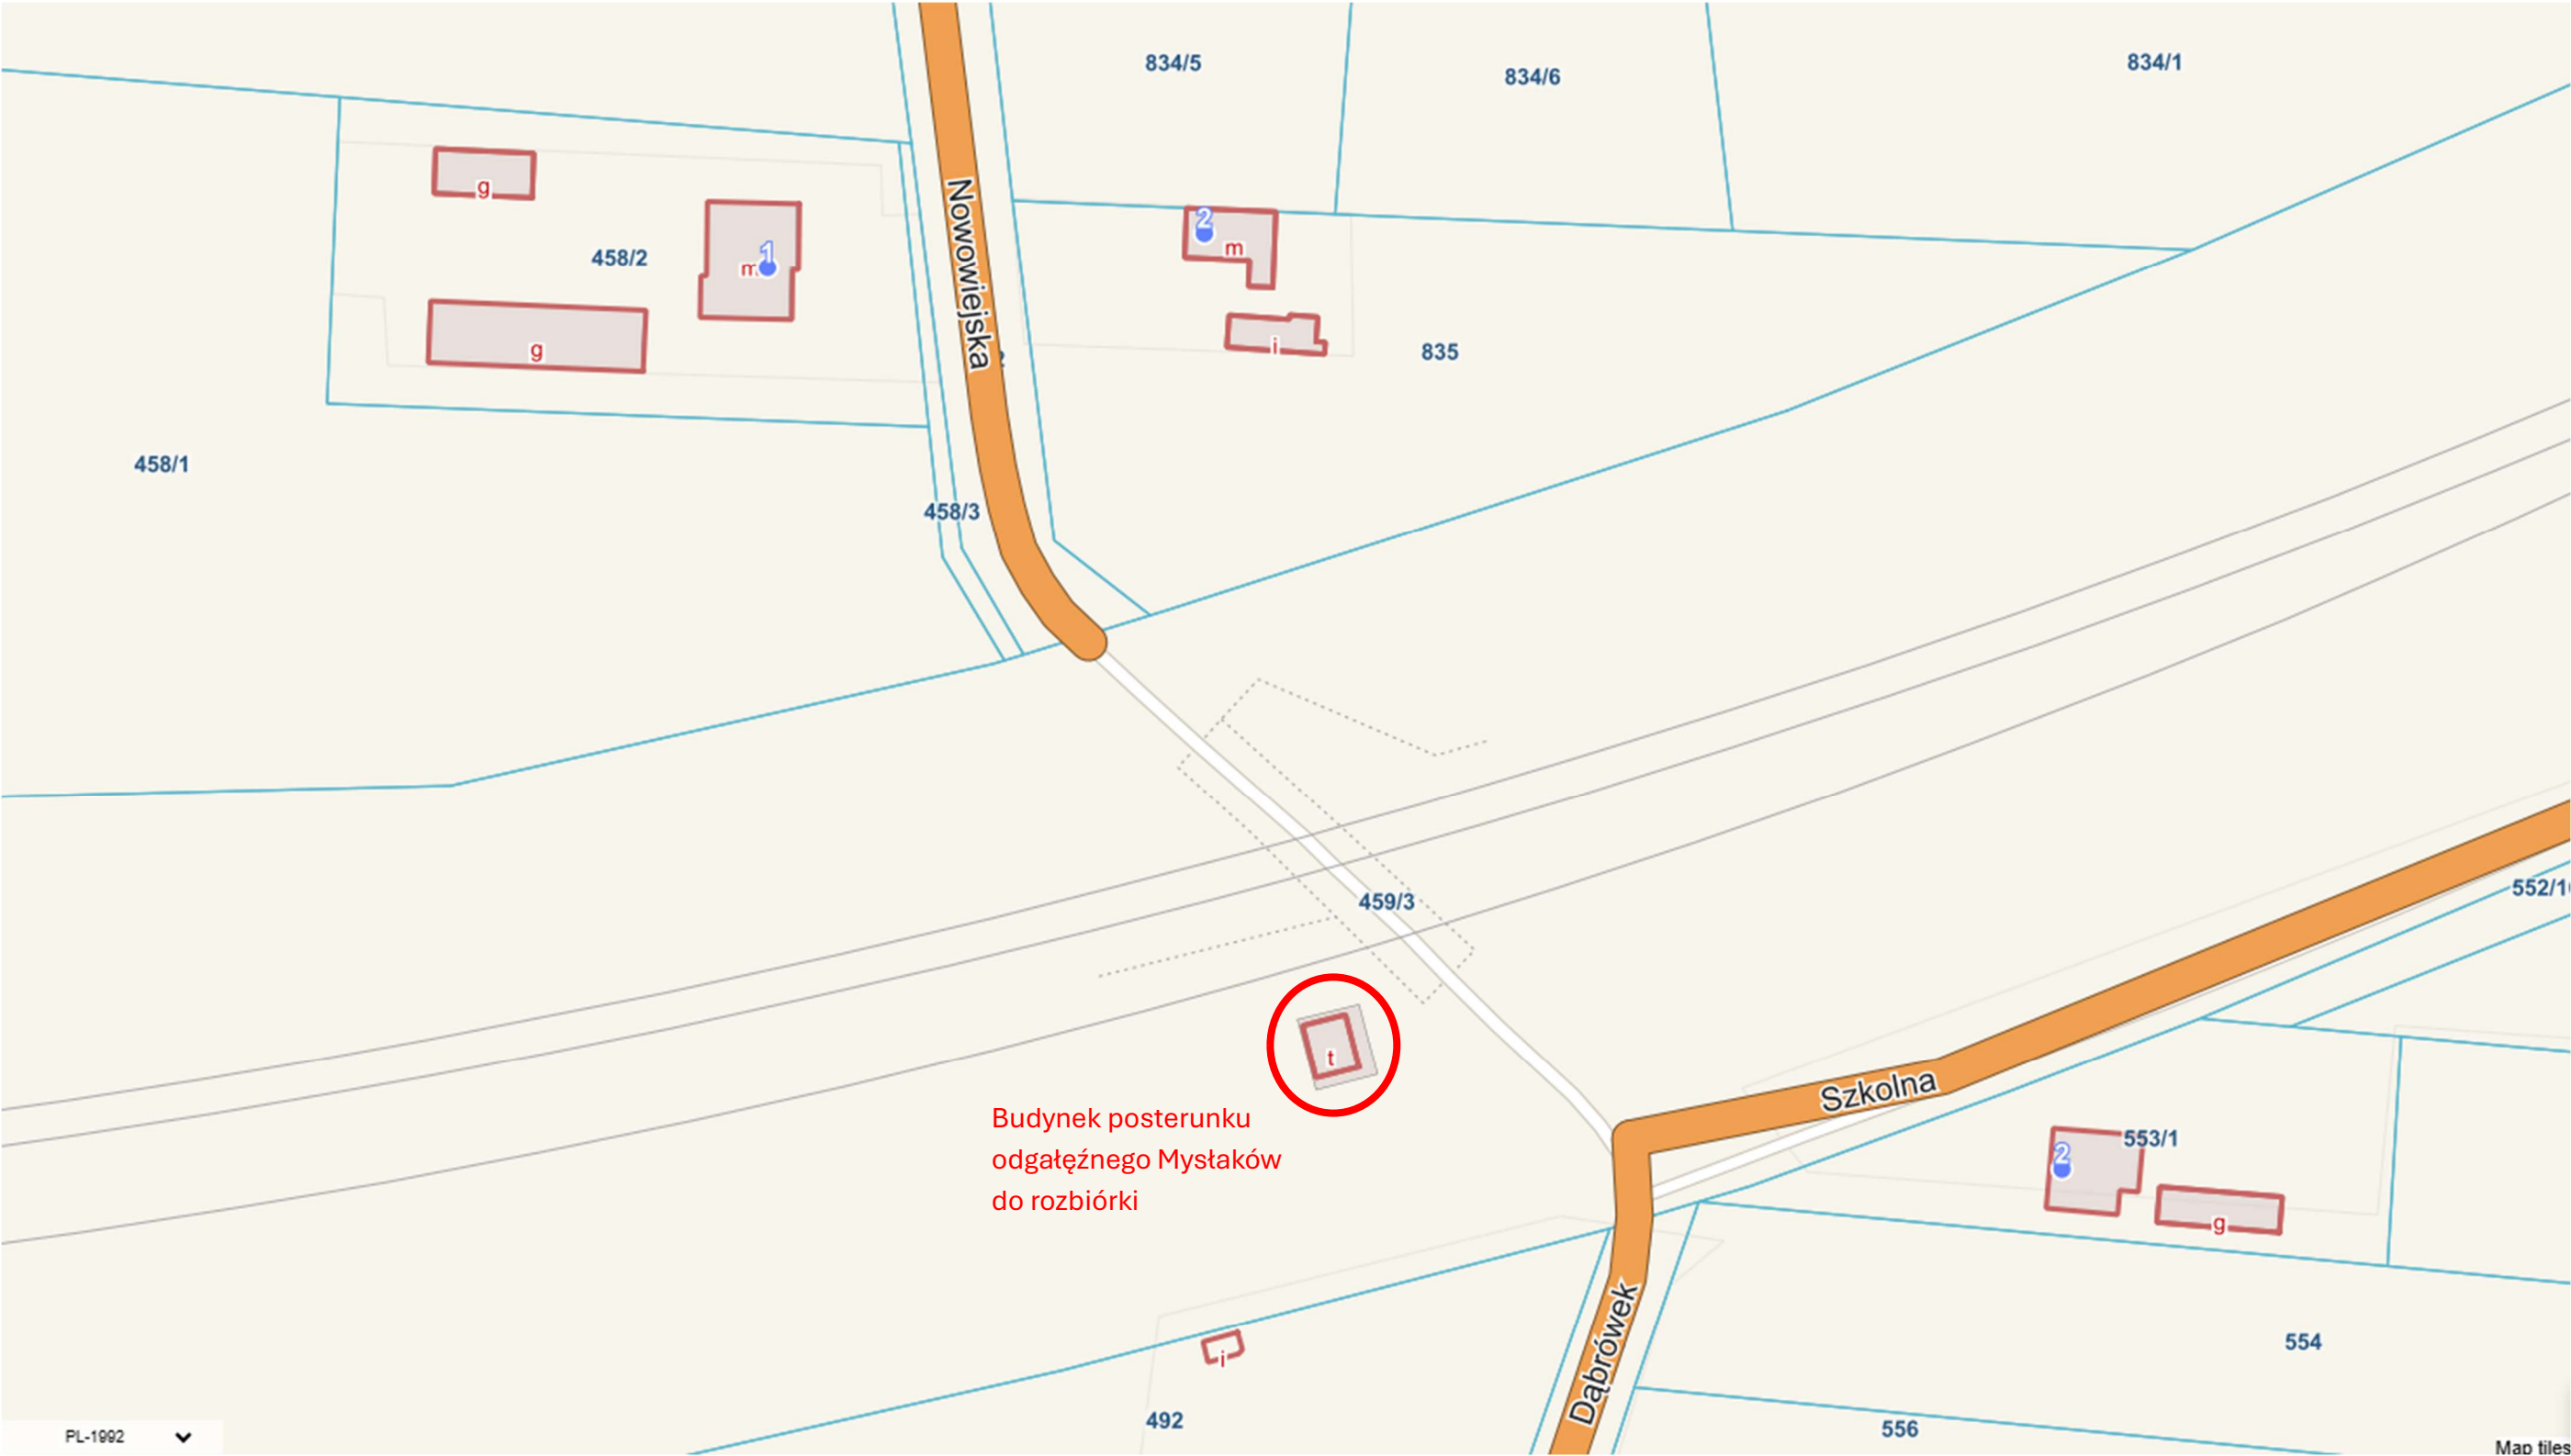 834/5
834/6
834/1
g
458/2
1
m
g
Nowowiejska
2
m
i
835
458/1
458/3
459/3
552/1
t
Budynek posterunku
odgałęźnego Mysłaków
do rozbiórki
Szkolna
553/1
2
g
Dąbrówek
554
i
492
556
PL-1992
Map tiles